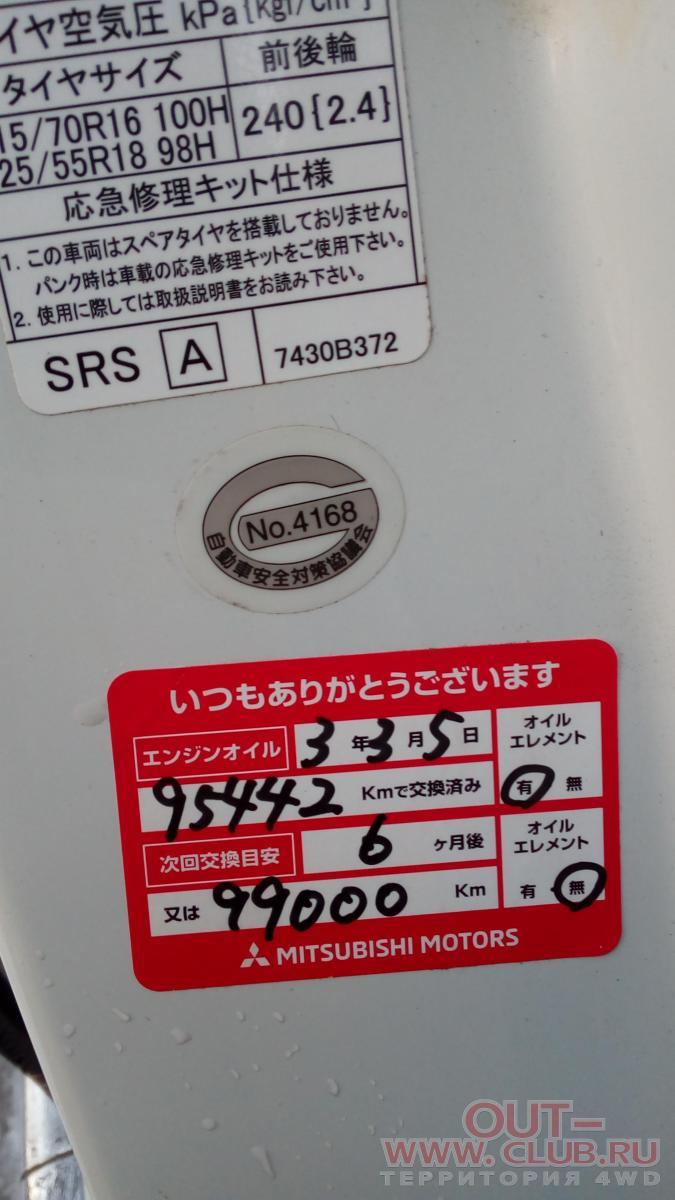 イヤ空気圧 kPa{kgf/cm²}
タイヤサイズ
前後輪
15/70R16 100H
25/55R18 98H
240{2.4}
応急修理キット仕様
1. この車両はスペアタイヤを搭載しておりません。
パンク時は車載の応急修理キットをご使用下さい。
2. 使用に際しては取扱説明書をお読み下さい。
SRS A
7430B372
No.4168
自動車安全対策協議会
いつもありがとうございます
エンジンオイル
3年3月5日
オイル
エレメント
95442 Kmで交換済み
有 無
次回交換目安
6 ヶ月後
オイル
エレメント
又は 99000 Km
有 無
MITSUBISHI MOTORS
OUT-
WWW.CLUB.RU
ТЕРРИТОРИЯ 4WD